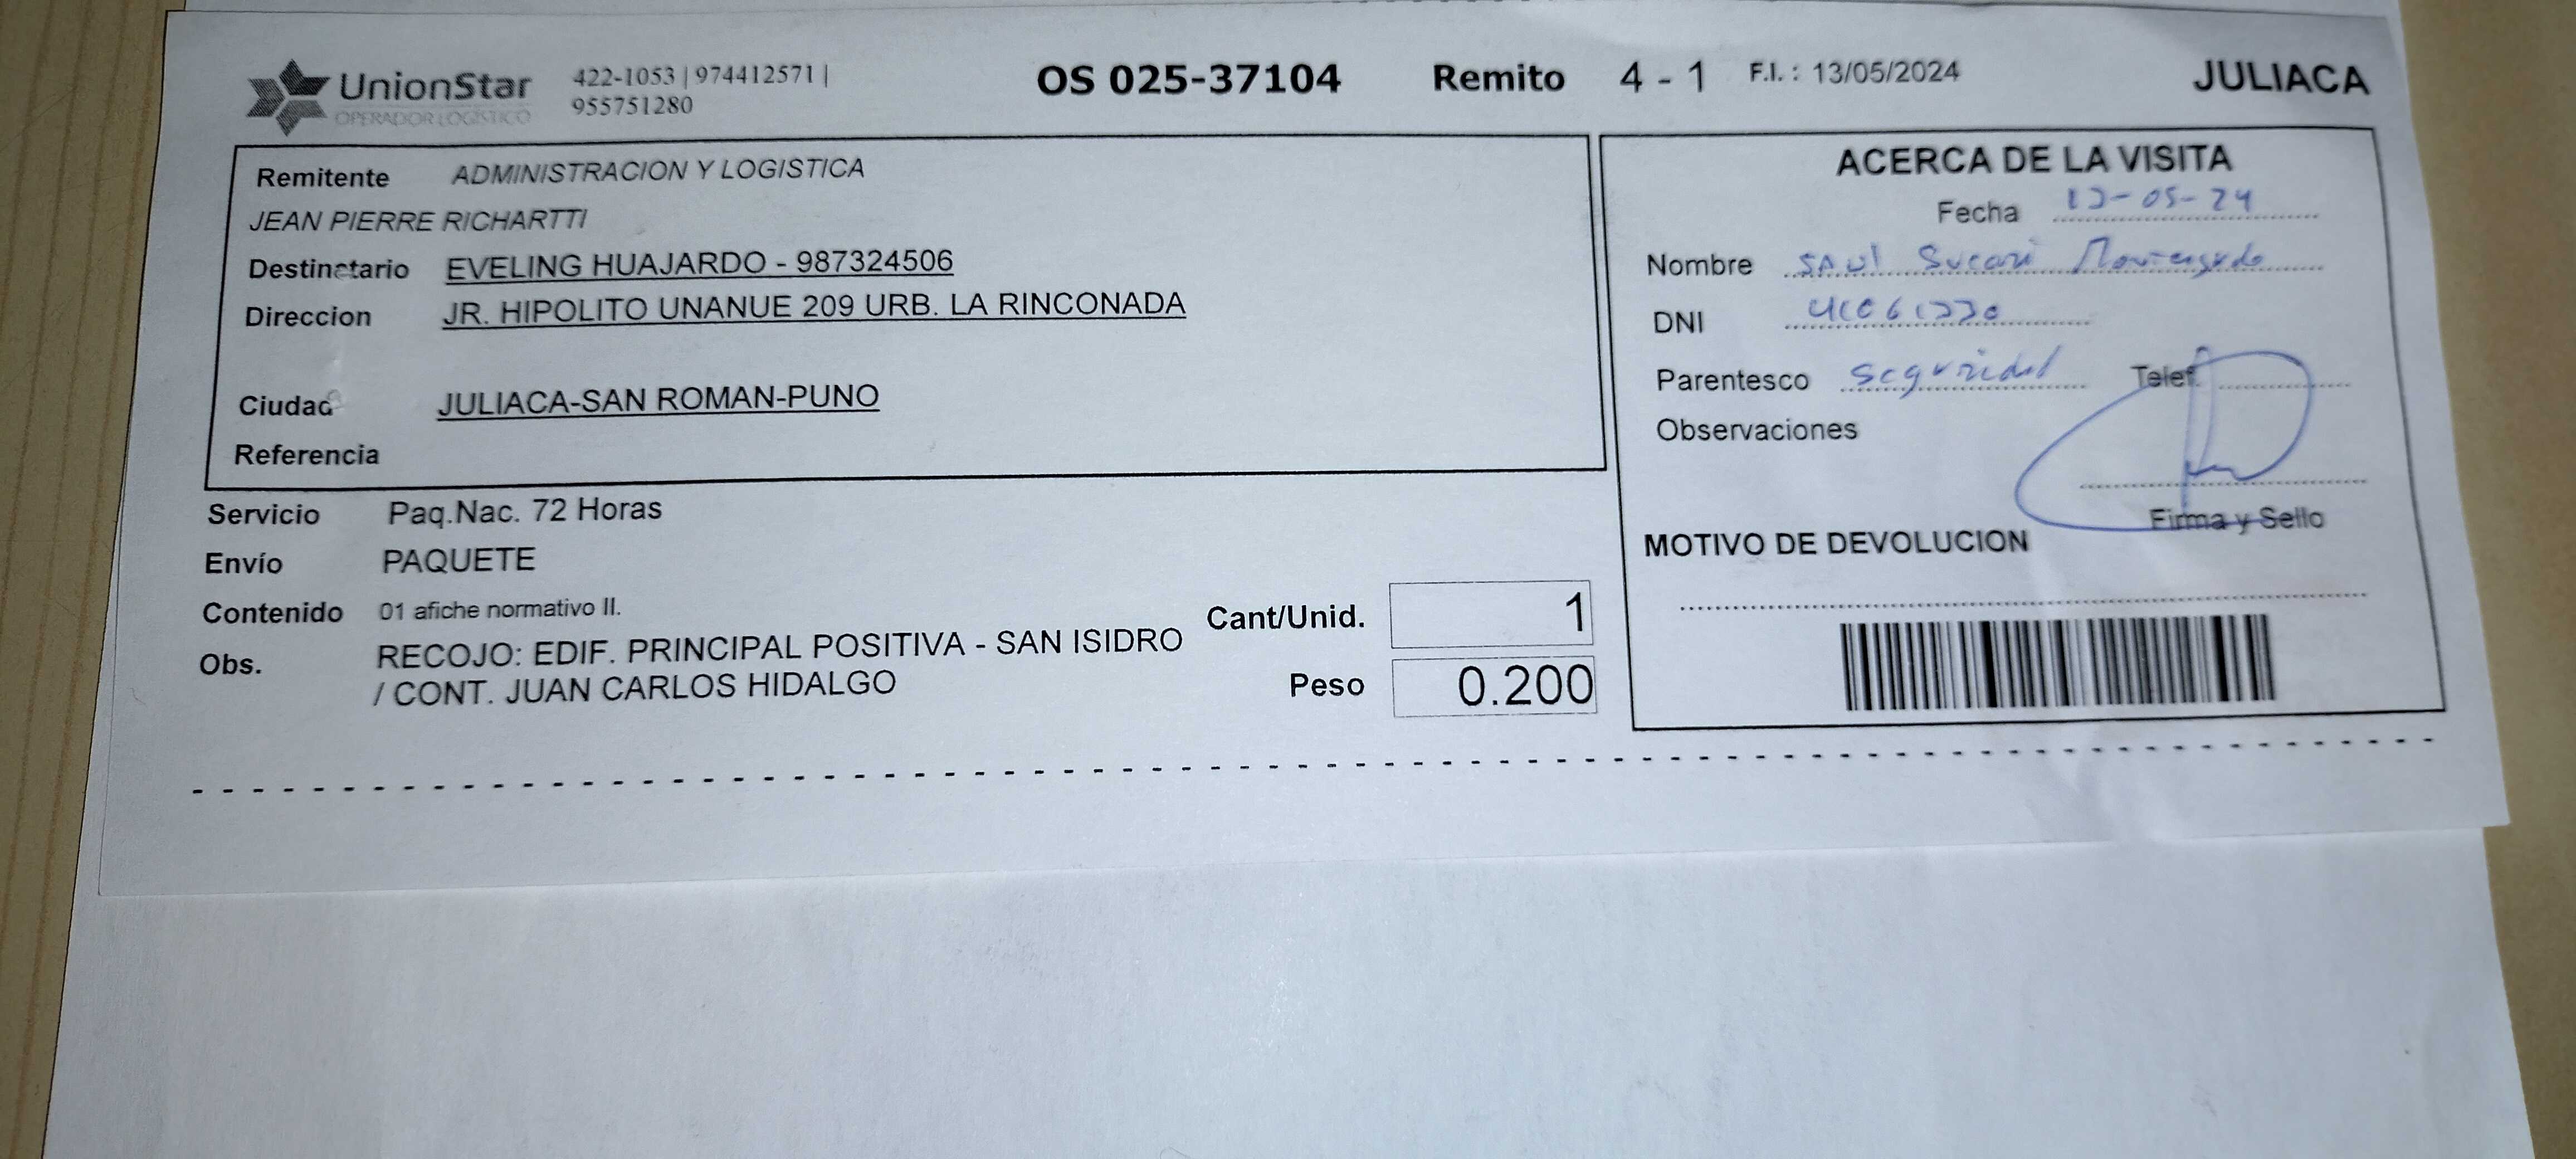 UnionStar
OPERADOR LOGISTICO
422-1053 | 974412571 |
955751280
OS 025-37104 Remito 4 - 1 F.I. : 13/05/2024 JULIACA
Remitente ADMINISTRACION Y LOGISTICA
JEAN PIERRE RICHARTTI
Destinatario EVELING HUAJARDO - 987324506
Direccion JR. HIPOLITO UNANUE 209 URB. LA RINCONADA
Ciudad JULIACA-SAN ROMAN-PUNO
Referencia
Servicio Paq.Nac. 72 Horas
Envío PAQUETE
Contenido 01 afiche normativo II.
Obs. RECOJO: EDIF. PRINCIPAL POSITIVA - SAN ISIDRO
/ CONT. JUAN CARLOS HIDALGO
Cant/Unid. 1
Peso 0.200
ACERCA DE LA VISITA
Fecha
Nombre Saul Sucari
DNI
Parentesco Seguridad Telef.
Observaciones
Firma y Sello
MOTIVO DE DEVOLUCION